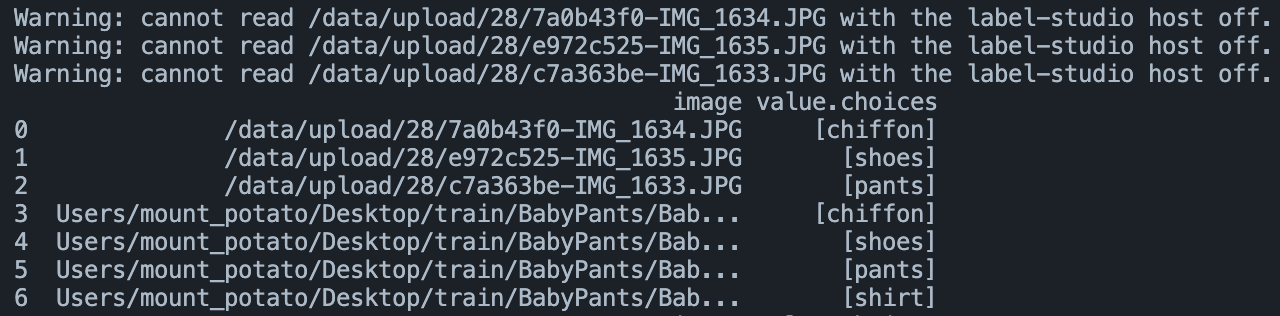 Warning: cannot read /data/upload/28/7a0b43f0-IMG_1634.JPG with the label-studio host off.
Warning: cannot read /data/upload/28/e972c525-IMG_1635.JPG with the label-studio host off.
Warning: cannot read /data/upload/28/c7a363be-IMG_1633.JPG with the label-studio host off.
image value.choices
0 /data/upload/28/7a0b43f0-IMG_1634.JPG [chiffon]
1 /data/upload/28/e972c525-IMG_1635.JPG [shoes]
2 /data/upload/28/c7a363be-IMG_1633.JPG [pants]
3 Users/mount_potato/Desktop/train/BabyPants/Bab... [chiffon]
4 Users/mount_potato/Desktop/train/BabyPants/Bab... [shoes]
5 Users/mount_potato/Desktop/train/BabyPants/Bab... [pants]
6 Users/mount_potato/Desktop/train/BabyPants/Bab... [shirt]